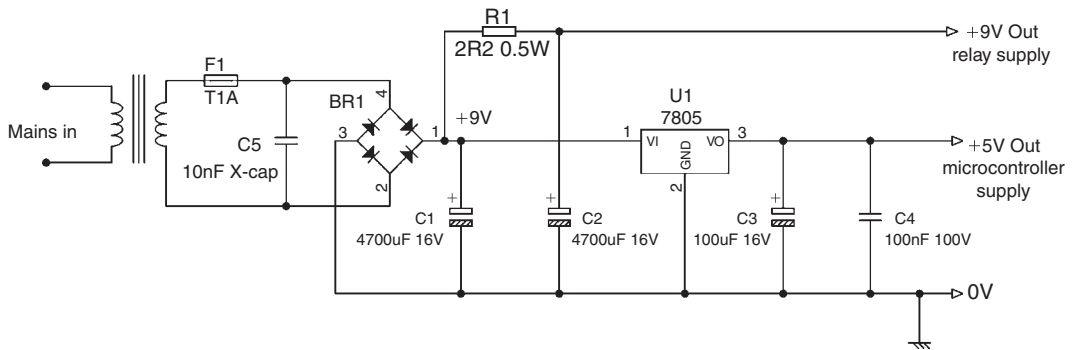 R1
2R2 0.5W
+9V Out
relay supply
F1
T1A
BR1
4
U1
7805
Mains in
C5
10nF X-cap
3
1
+9V
1
VI
GND
VO
3
+5V Out
microcontroller
supply
2
2
+
C1
4700uF 16V
+
C2
4700uF 16V
+
C3
100uF 16V
C4
100nF 100V
0V